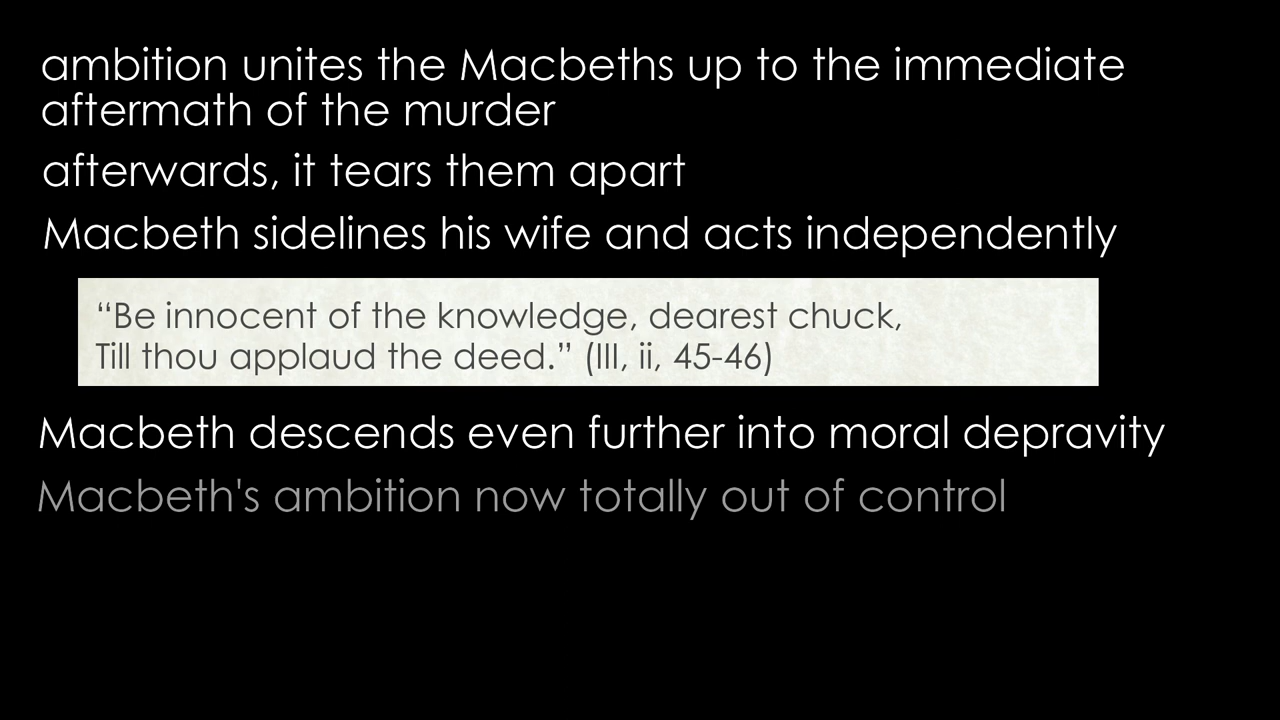 ambition unites the Macbeths up to the immediate
aftermath of the murder
afterwards, it tears them apart
Macbeth sidelines his wife and acts independently
“Be innocent of the knowledge, dearest chuck,
Till thou applaud the deed.” (III, ii, 45-46)
Macbeth descends even further into moral depravity
Macbeth's ambition now totally out of control